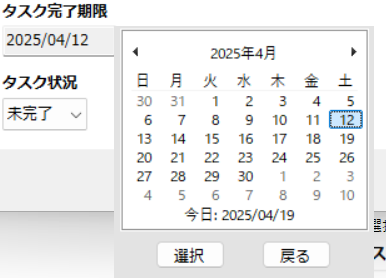 タスク完了期限
2025/04/12
2025年4月
日 月 火 水 木 金 土
30 31 1 2 3 4 5
6 7 8 9 10 11 12
13 14 15 16 17 18 19
20 21 22 23 24 25 26
27 28 29 30 1 2 3
4 5 6 7 8 9 10
今日: 2025/04/19
タスク状況
未完了
選択 戻る
ス